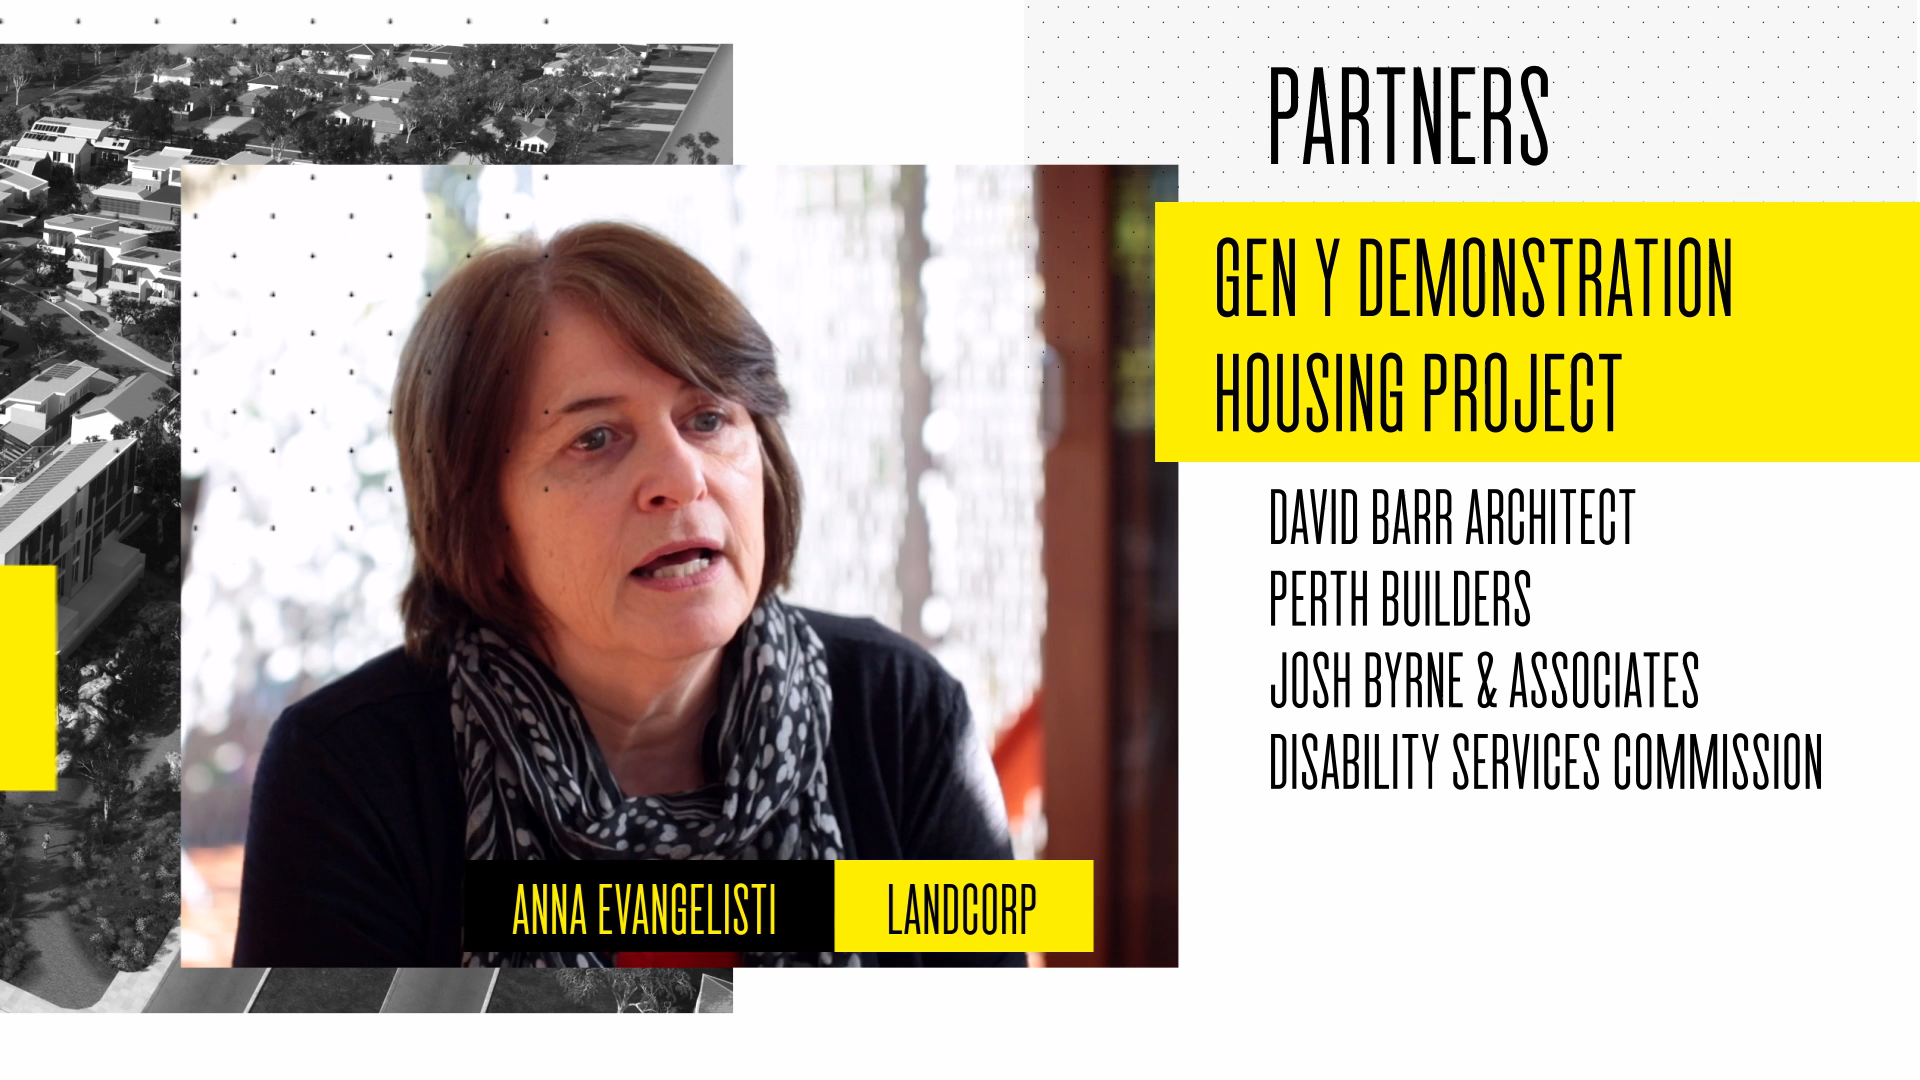 PARTNERS
GEN Y DEMONSTRATION
HOUSING PROJECT
DAVID BARR ARCHITECT
PERTH BUILDERS
JOSH BYRNE & ASSOCIATES
DISABILITY SERVICES COMMISSION
ANNA EVANGELISTI
LANDCORP